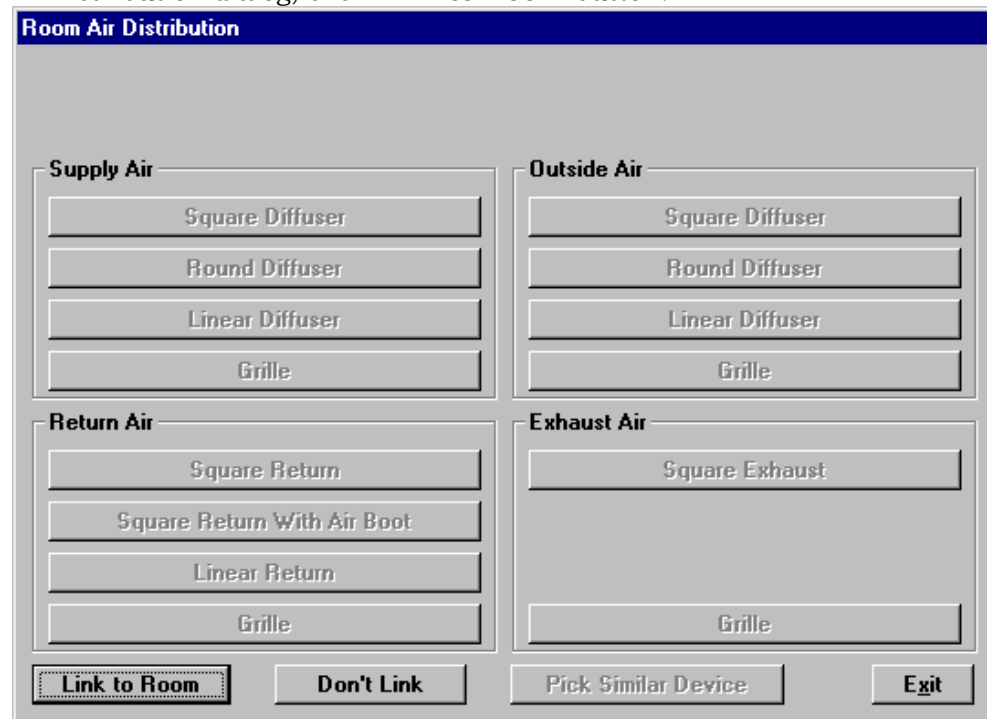 Room Air Distribution
Supply Air
Square Diffuser
Round Diffuser
Linear Diffuser
Grille
Outside Air
Square Diffuser
Round Diffuser
Linear Diffuser
Grille
Return Air
Square Return
Square Return With Air Boot
Linear Return
Grille
Exhaust Air
Square Exhaust
Grille
Link to Room
Don't Link
Pick Similar Device
Exit